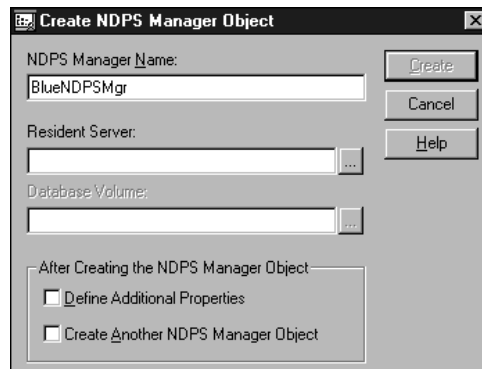 Create NDPS Manager Object
NDPS Manager Name:
BlueNDPSMgr
Create
Cancel
Help
Resident Server:
...
Database Volume:
...
After Creating the NDPS Manager Object
Define Additional Properties
Create Another NDPS Manager Object